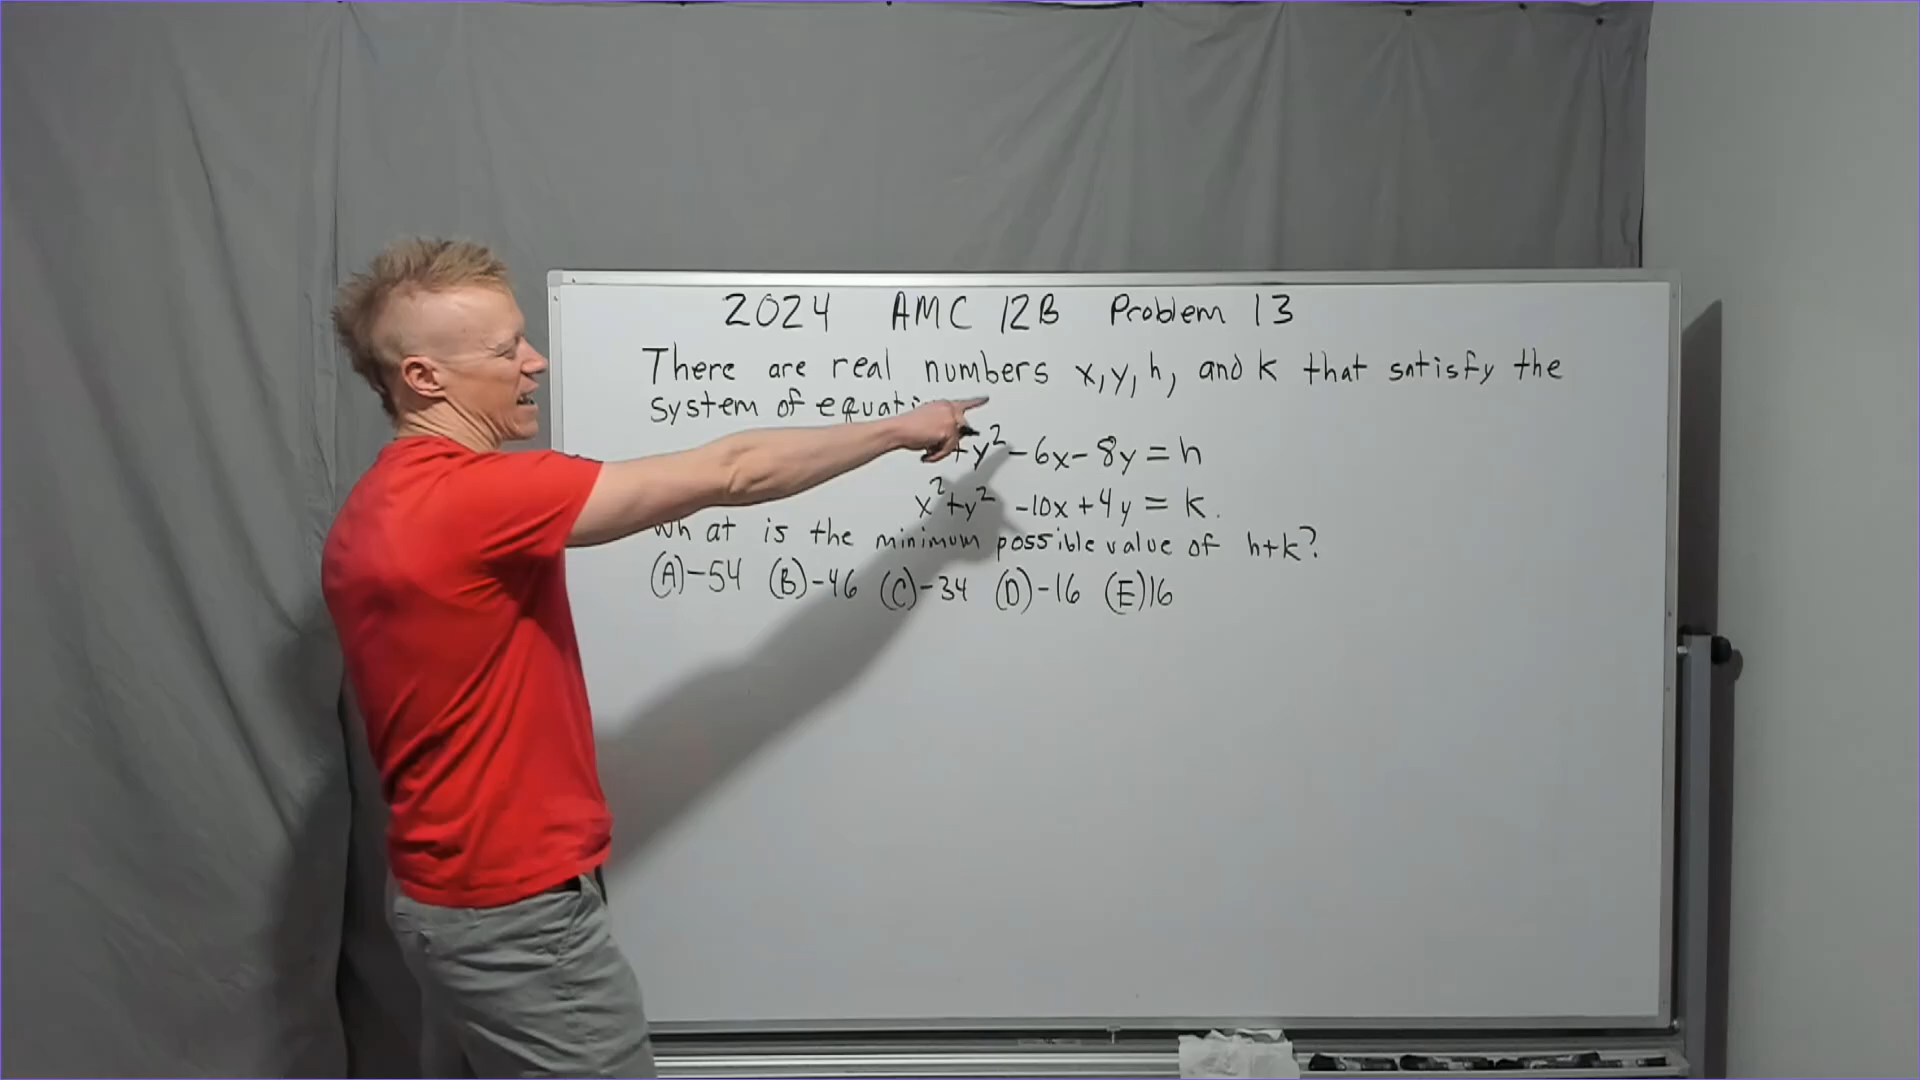 2024 AMC 12B Problem 13
There are real numbers x, y, h, and k that satisfy the
system of
+y² - 6x - 8y = h
x² + y² - 10x + 4y = k.
What is the minimum possible value of h+k?
(A) -54 (B) -46 (C) -34 (D) -16 (E) 16